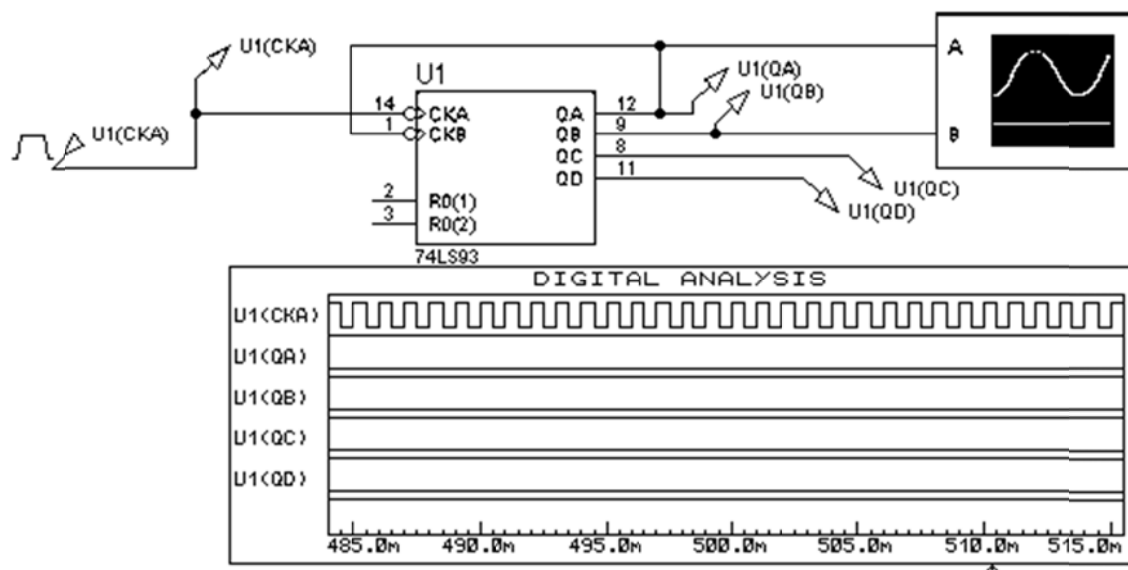 U1(CKA)
U1(CKA)
U1
14
CKA
1
CKB
2
R0(1)
3
R0(2)
QA
12
QB
9
QC
8
QD
11
74LS93
U1(QA)
U1(QB)
U1(QC)
U1(QD)
A
B
DIGITAL ANALYSIS
U1(CKA)
U1(QA)
U1(QB)
U1(QC)
U1(QD)
485.0m 490.0m 495.0m 500.0m 505.0m 510.0m 515.0m